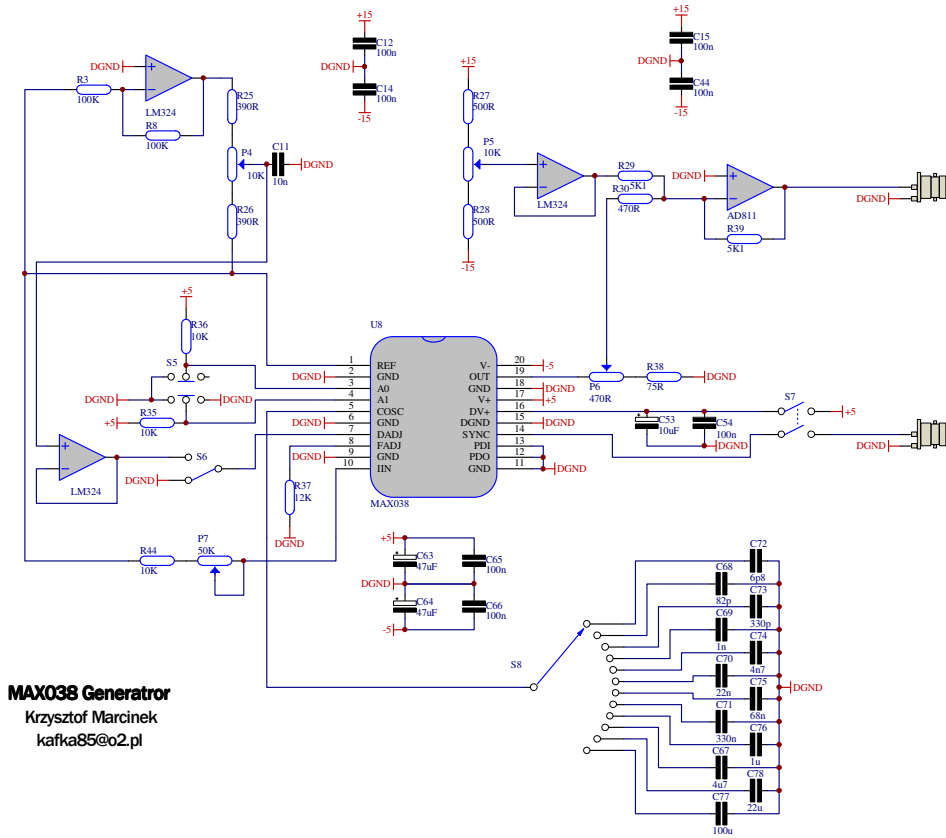 +15
C12
100n
DGND
C14
100n
-15
+15
C15
100n
DGND
C44
100n
-15
R3
100K
DGND
LM324
R8
100K
R25
390R
P4
10K
C11
10n
DGND
R26
390R
+15
R27
500R
P5
10K
R28
500R
-15
LM324
R29
5K1
R30
470R
DGND
AD811
R39
5K1
DGND
+5
R36
10K
S5
DGND
DGND
+5
R35
10K
LM324
S6
DGND
R37
12K
DGND
R44
10K
P7
50K
U8
1 REF
2 GND
3 A0
4 A1
5 COSC
6 GND
7 DADJ
8 FADJ
9 GND
10 IIN
V- 20
OUT 19
GND 18
V+ 17
DV+ 16
DGND 15
SYNC 14
PDI 13
PDO 12
GND 11
MAX038
DGND
DGND
DGND
-5
DGND
+5
DGND
DGND
P6
470R
R38
75R
DGND
C53
10uF
C54
100n
DGND
S7
+5
+5
C63
47uF
C65
100n
DGND
C64
47uF
C66
100n
-5
S8
C72
6p8
C68
82p
C73
330p
C69
1n
C74
4n7
C70
22n
C75
68n
C71
330n
C76
1u
C67
4u7
C78
22u
C77
100u
DGND
MAX038 Generatror
Krzysztof Marcinek
kafka85@o2.pl